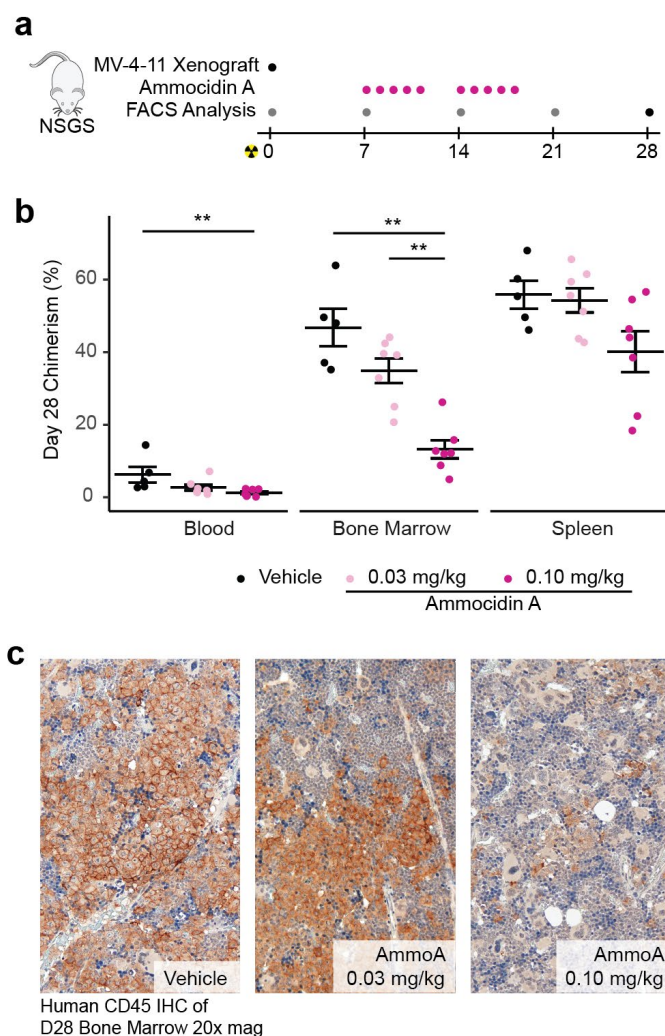 a
MV-4-11 Xenograft
Ammocidin A
FACS Analysis
NSGS
0 7 14 21 28
b
** ** **
Day 28 Chimerism (%)
60
40
20
0
Blood Bone Marrow Spleen
Vehicle 0.03 mg/kg 0.10 mg/kg
Ammocidin A
c
Vehicle
AmmoA
0.03 mg/kg
AmmoA
0.10 mg/kg
Human CD45 IHC of
D28 Bone Marrow 20x mag